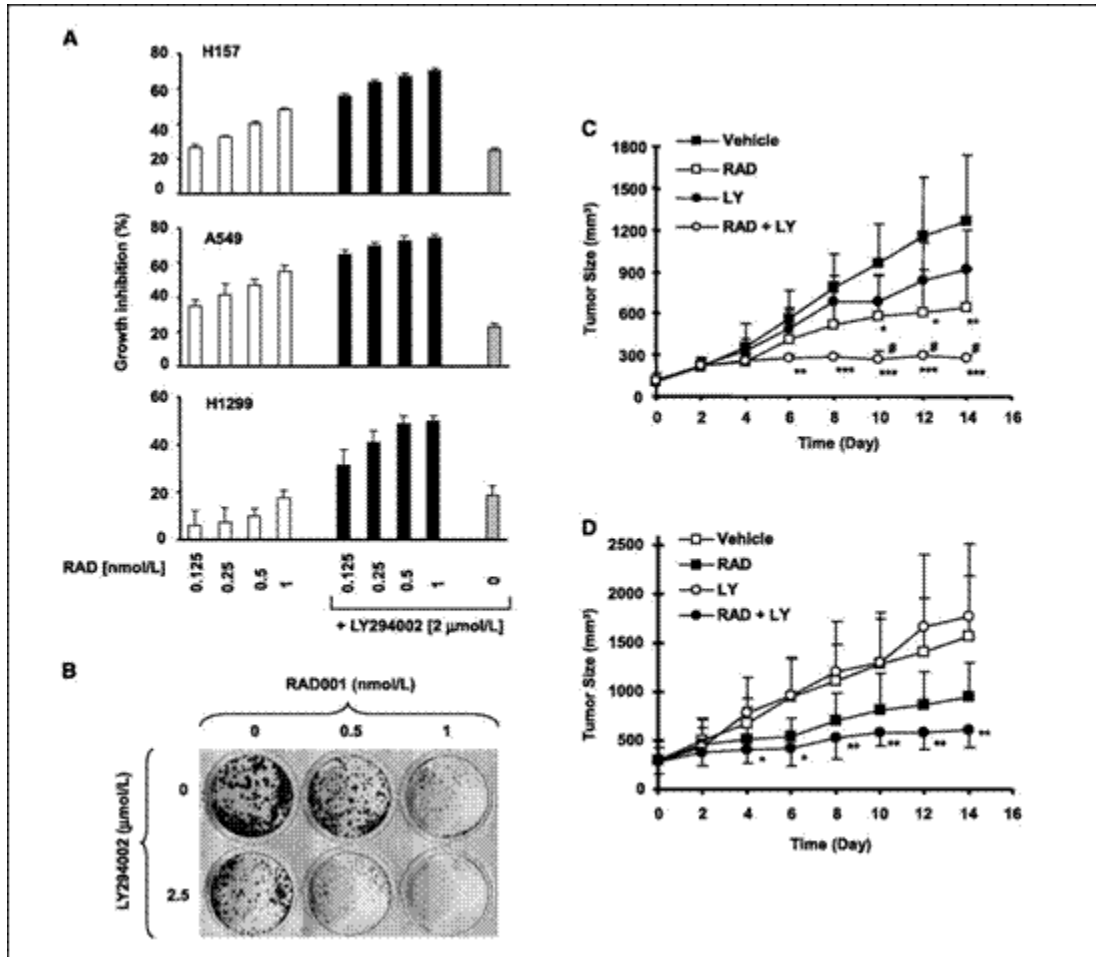 A
H157
80
60
40
20
0
A549
80
60
40
20
0
H1299
60
40
20
0
Growth inhibition (%)
RAD [nmol/L]
0.125
0.25
0.5
1
0.125
0.25
0.5
1
0
+ LY294002 [2 µmol/L]
B
RAD001 (nmol/L)
0 0.5 1
LY294002 (µmol/L)
0
2.5
C
Vehicle
RAD
LY
RAD + LY
Tumor Size (mm³)
1800
1500
1200
900
600
300
0
* * **
# # #
** *** *** *** ***
0 2 4 6 8 10 12 14 16
Time (Day)
D
Vehicle
RAD
LY
RAD + LY
Tumor Size (mm³)
2500
2000
1500
1000
500
0
* * ** ** ** **
0 2 4 6 8 10 12 14 16
Time (Day)